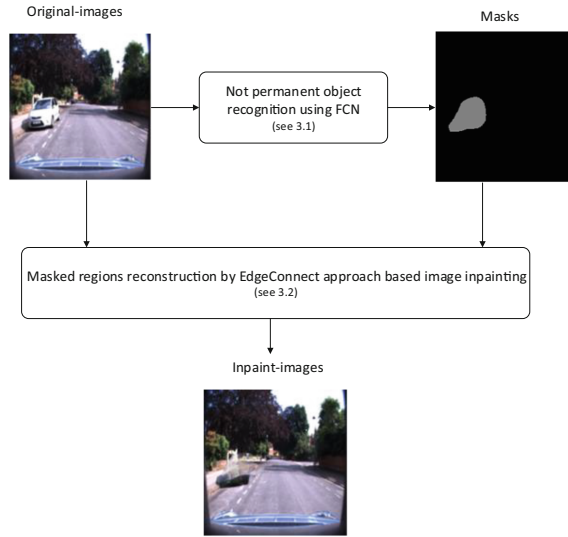 Original-images
Masks
Not permanent object
recognition using FCN
(see 3.1)
Masked regions reconstruction by EdgeConnect approach based image inpainting
(see 3.2)
Inpaint-images